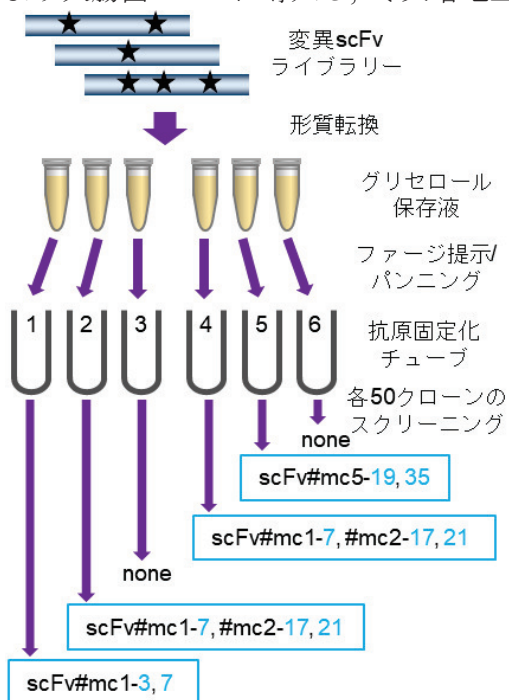 変異scFv
ライブラリー
形質転換
グリセロール
保存液
ファージ提示/
パンニング
1 2 3 4 5 6
抗原固定化
チューブ
各50クローンの
スクリーニング
none
scFv#mc5-19, 35
scFv#mc1-7, #mc2-17, 21
none
scFv#mc1-7, #mc2-17, 21
scFv#mc1-3, 7